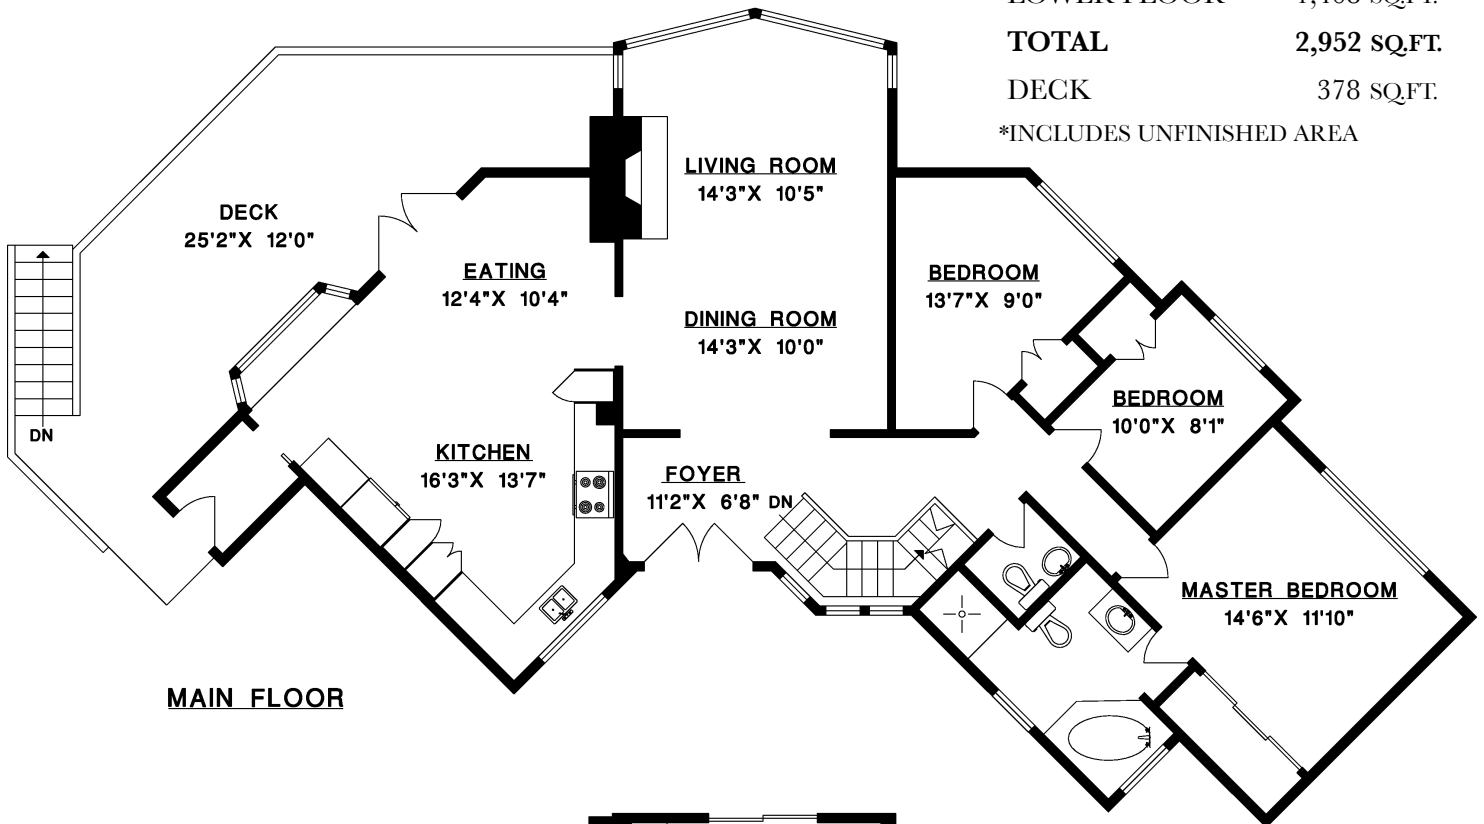 TOTAL 2,952 SQ.FT.
DECK 378 SQ.FT.
*INCLUDES UNFINISHED AREA
LIVING ROOM
14'3"X 10'5"
DECK
25'2"X 12'0"
EATING
12'4"X 10'4"
BEDROOM
13'7"X 9'0"
DINING ROOM
14'3"X 10'0"
BEDROOM
10'0"X 8'1"
DN
KITCHEN
16'3"X 13'7"
FOYER
11'2"X 6'8"
DN
MASTER BEDROOM
14'6"X 11'10"
MAIN FLOOR